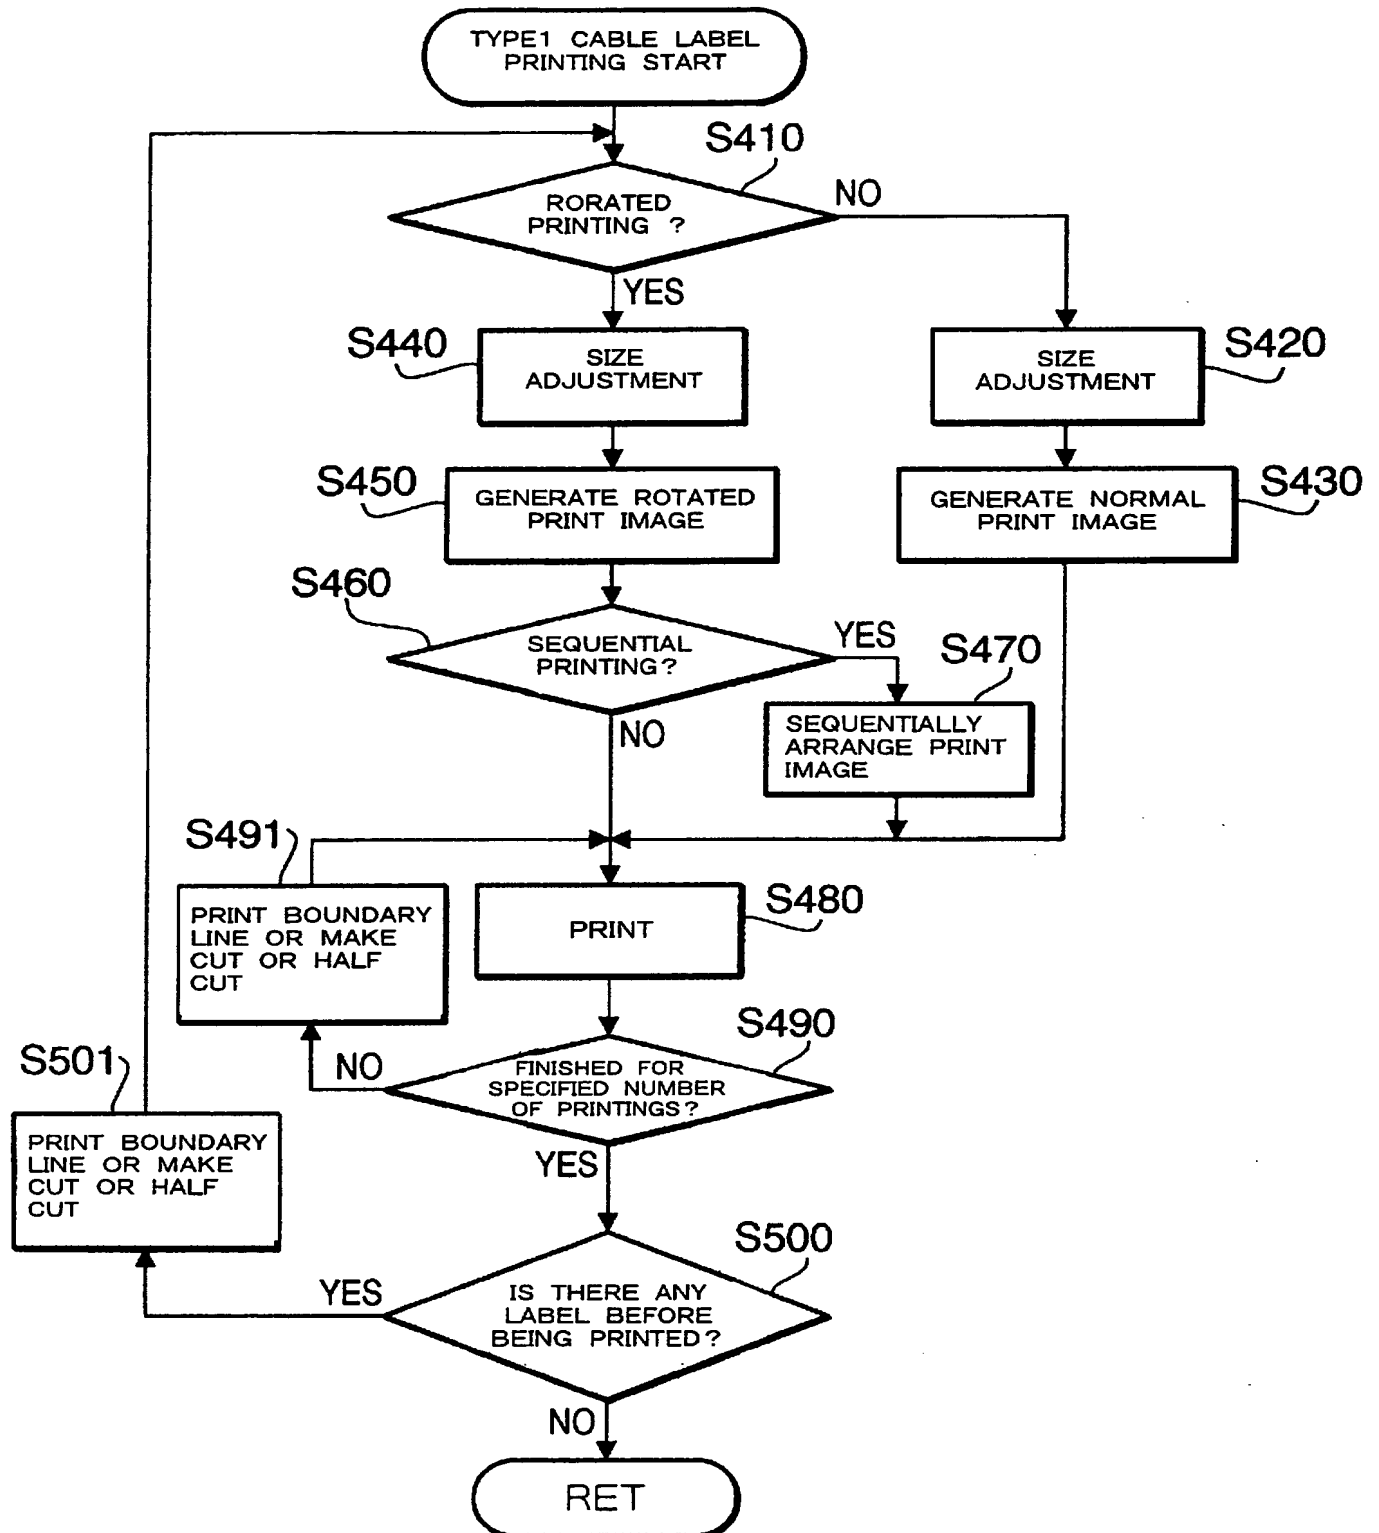 TYPE1 CABLE LABEL
PRINTING START
S410
RORATED
PRINTING ?
NO
YES
S440
SIZE
ADJUSTMENT
SIZE
ADJUSTMENT
S420
S450
GENERATE ROTATED
PRINT IMAGE
GENERATE NORMAL
PRINT IMAGE
S430
S460
SEQUENTIAL
PRINTING?
YES
S470
NO
SEQUENTIALLY
ARRANGE PRINT
IMAGE
S491
PRINT BOUNDARY
LINE OR MAKE
CUT OR HALF
CUT
PRINT
S480
S490
FINISHED FOR
SPECIFIED NUMBER
OF PRINTINGS?
NO
YES
S501
PRINT BOUNDARY
LINE OR MAKE
CUT OR HALF
CUT
S500
IS THERE ANY
LABEL BEFORE
BEING PRINTED?
YES
NO
RET